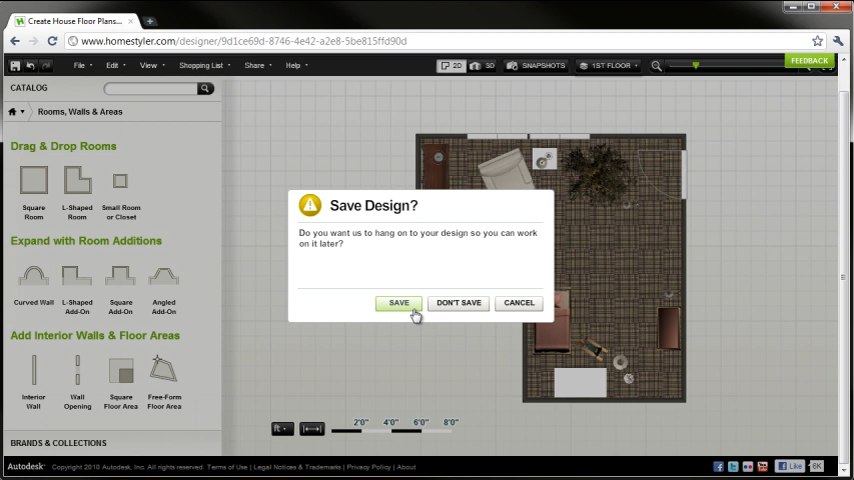 Create House Floor Plans...
www.homestyler.com/designer/9d1ce69d-8746-4e42-a2e8-5be815ffd90d
FEEDBACK
File Edit View Shopping List Share Help 2D 3D SNAPSHOTS 1ST FLOOR
CATALOG
Rooms, Walls & Areas
Drag & Drop Rooms
Square Room
L-Shaped Room
Small Room or Closet
Expand with Room Additions
Curved Wall
L-Shaped Add-On
Square Add-On
Angled Add-On
Add Interior Walls & Floor Areas
Interior Wall
Wall Opening
Square Floor Area
Free-Form Floor Area
BRANDS & COLLECTIONS
Save Design?
Do you want us to hang on to your design so you can work
on it later?
SAVE DON'T SAVE CANCEL
ft 2'0" 4'0" 6'0" 8'0"
Autodesk Copyright 2010 Autodesk, Inc. All rights reserved. Terms of Use | Legal Notices & Trademarks | Privacy Policy | About
Like 6K